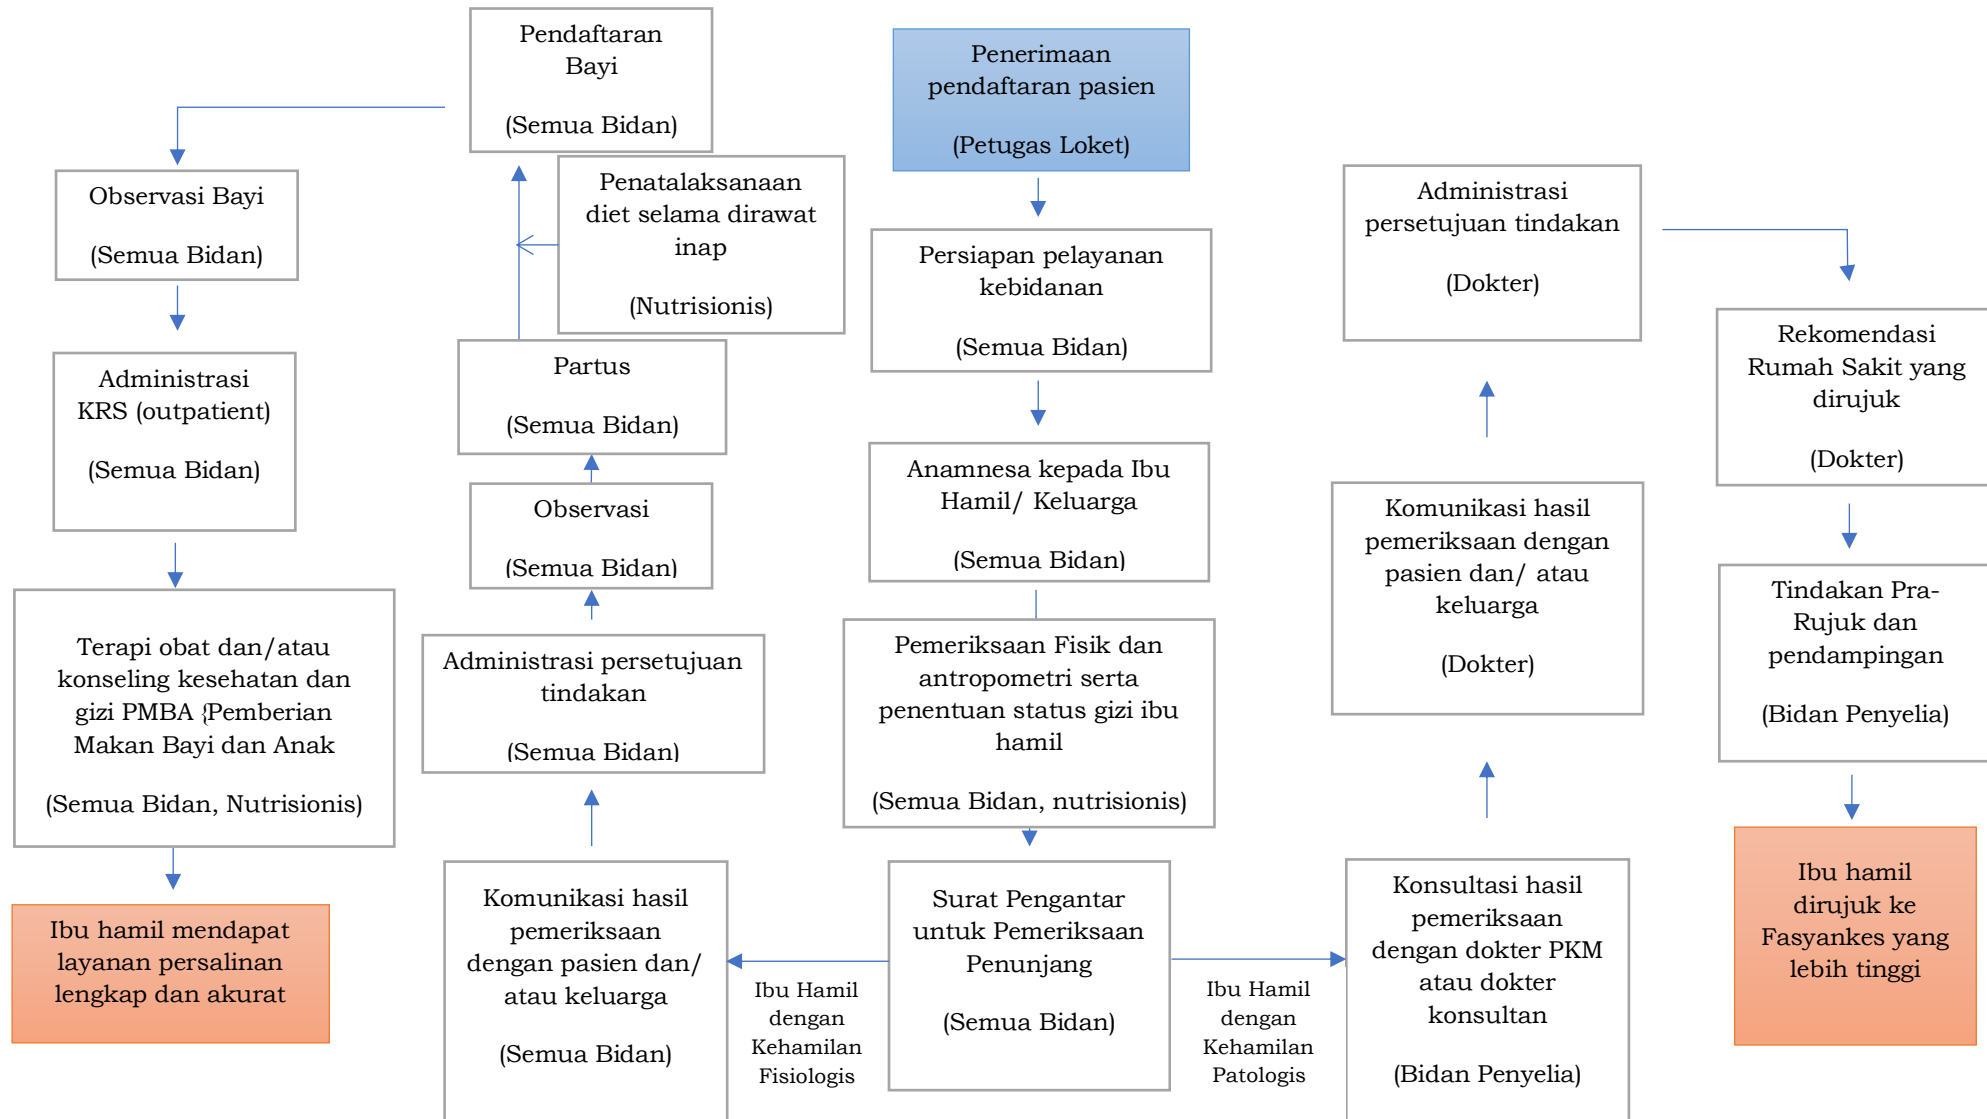 Penerimaan
pendaftaran pasien
(Petugas Loket)
Persiapan pelayanan
kebidanan
(Semua Bidan)
Anamnesa kepada Ibu
Hamil/ Keluarga
(Semua Bidan)
Pemeriksaan Fisik dan
antropometri serta
penentuan status gizi ibu
hamil
(Semua Bidan, nutrisionis)
Surat Pengantar
untuk Pemeriksaan
Penunjang
(Semua Bidan)
Ibu Hamil
dengan
Kehamilan
Fisiologis
Komunikasi hasil
pemeriksaan
dengan pasien dan/
atau keluarga
(Semua Bidan)
Administrasi persetujuan
tindakan
(Semua Bidan)
Observasi
(Semua Bidan)
Partus
(Semua Bidan)
Penatalaksanaan
diet selama dirawat
inap
(Nutrisionis)
Pendaftaran
Bayi
(Semua Bidan)
Observasi Bayi
(Semua Bidan)
Administrasi
KRS (outpatient)
(Semua Bidan)
Terapi obat dan/atau
konseling kesehatan dan
gizi PMBA {Pemberian
Makan Bayi dan Anak
(Semua Bidan, Nutrisionis)
Ibu hamil mendapat
layanan persalinan
lengkap dan akurat
Ibu Hamil
dengan
Kehamilan
Patologis
Konsultasi hasil
pemeriksaan
dengan dokter PKM
atau dokter
konsultan
(Bidan Penyelia)
Komunikasi hasil
pemeriksaan dengan
pasien dan/ atau
keluarga
(Dokter)
Administrasi
persetujuan tindakan
(Dokter)
Rekomendasi
Rumah Sakit yang
dirujuk
(Dokter)
Tindakan Pra-
Rujuk dan
pendampingan
(Bidan Penyelia)
Ibu hamil
dirujuk ke
Fasyankes yang
lebih tinggi